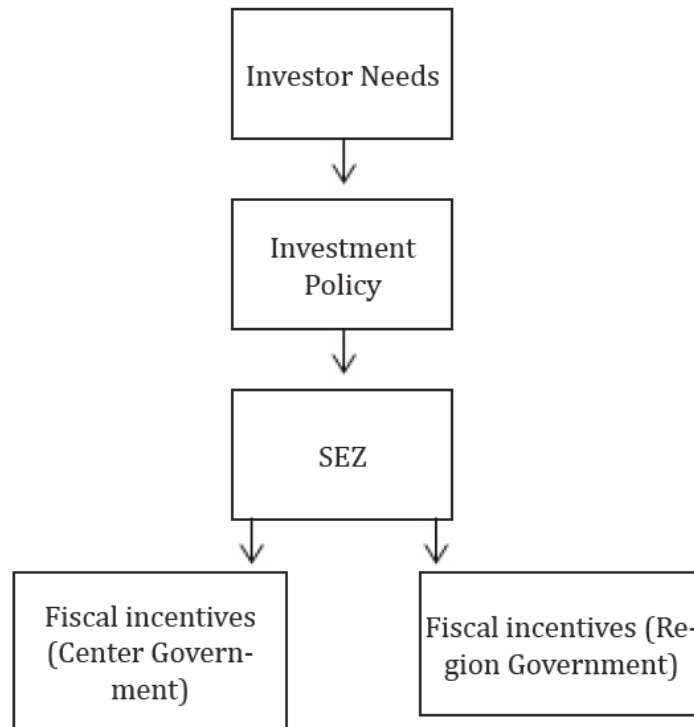 Investor Needs
Investment
Policy
SEZ
Fiscal incentives
(Center Govern-
ment)
Fiscal incentives (Re-
gion Government)